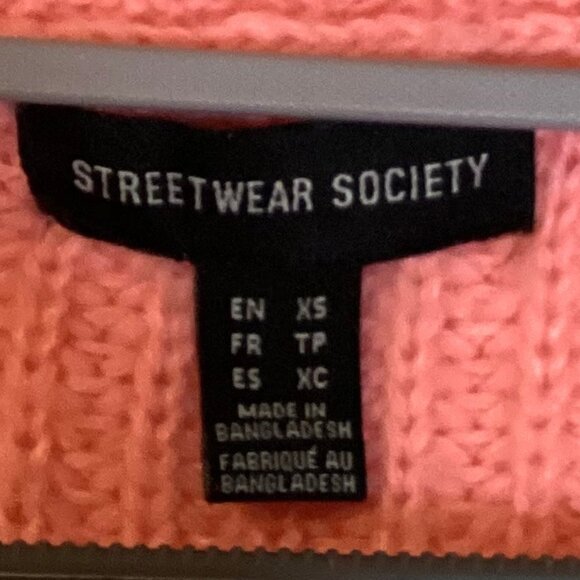 STREETWEAR SOCIETY
EN XS
FR TP
ES XC
MADE IN
BANGLADESH
FABRIQUÉ AU
BANGLADESH